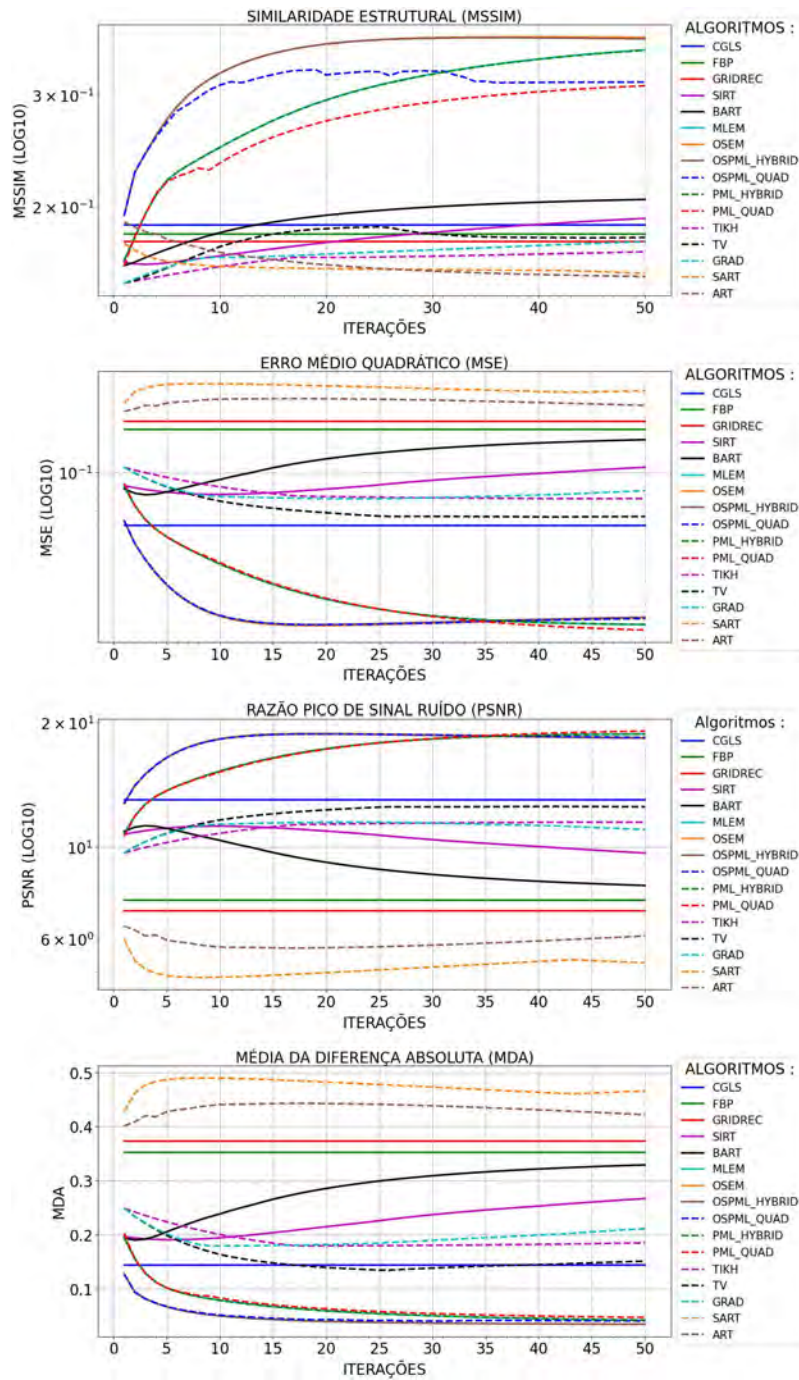 SIMILARIDADE ESTRUTURAL (MSSIM)
ALGORITMOS :
CGLS
FBP
GRIDREC
SIRT
BART
MLEM
OSEM
OSPML_HYBRID
OSPML_QUAD
PML_HYBRID
PML_QUAD
TIKH
TV
GRAD
SART
ART
MSSIM (LOG10)
3 × 10⁻¹
2 × 10⁻¹
0 5 10 15 20 25 30 35 40 45 50
ITERAÇÕES
ERRO MÉDIO QUADRÁTICO (MSE)
ALGORITMOS :
CGLS
FBP
GRIDREC
SIRT
BART
MLEM
OSEM
OSPML_HYBRID
OSPML_QUAD
PML_HYBRID
PML_QUAD
TIKH
TV
GRAD
SART
ART
MSE (LOG10)
10⁻¹
0 5 10 15 20 25 30 35 40 45 50
ITERAÇÕES
RAZÃO PICO DE SINAL RUÍDO (PSNR)
Algoritmos :
CGLS
FBP
GRIDREC
SIRT
BART
MLEM
OSEM
OSPML_HYBRID
OSPML_QUAD
PML_HYBRID
PML_QUAD
TIKH
TV
GRAD
SART
ART
PSNR (LOG10)
2 × 10¹
10¹
6 × 10⁰
0 5 10 15 20 25 30 35 40 45 50
ITERAÇÕES
MÉDIA DA DIFERENÇA ABSOLUTA (MDA)
ALGORITMOS :
CGLS
FBP
GRIDREC
SIRT
BART
MLEM
OSEM
OSPML_HYBRID
OSPML_QUAD
PML_HYBRID
PML_QUAD
TIKH
TV
GRAD
SART
ART
MDA
0.5
0.4
0.3
0.2
0.1
0 5 10 15 20 25 30 35 40 45 50
ITERAÇÕES